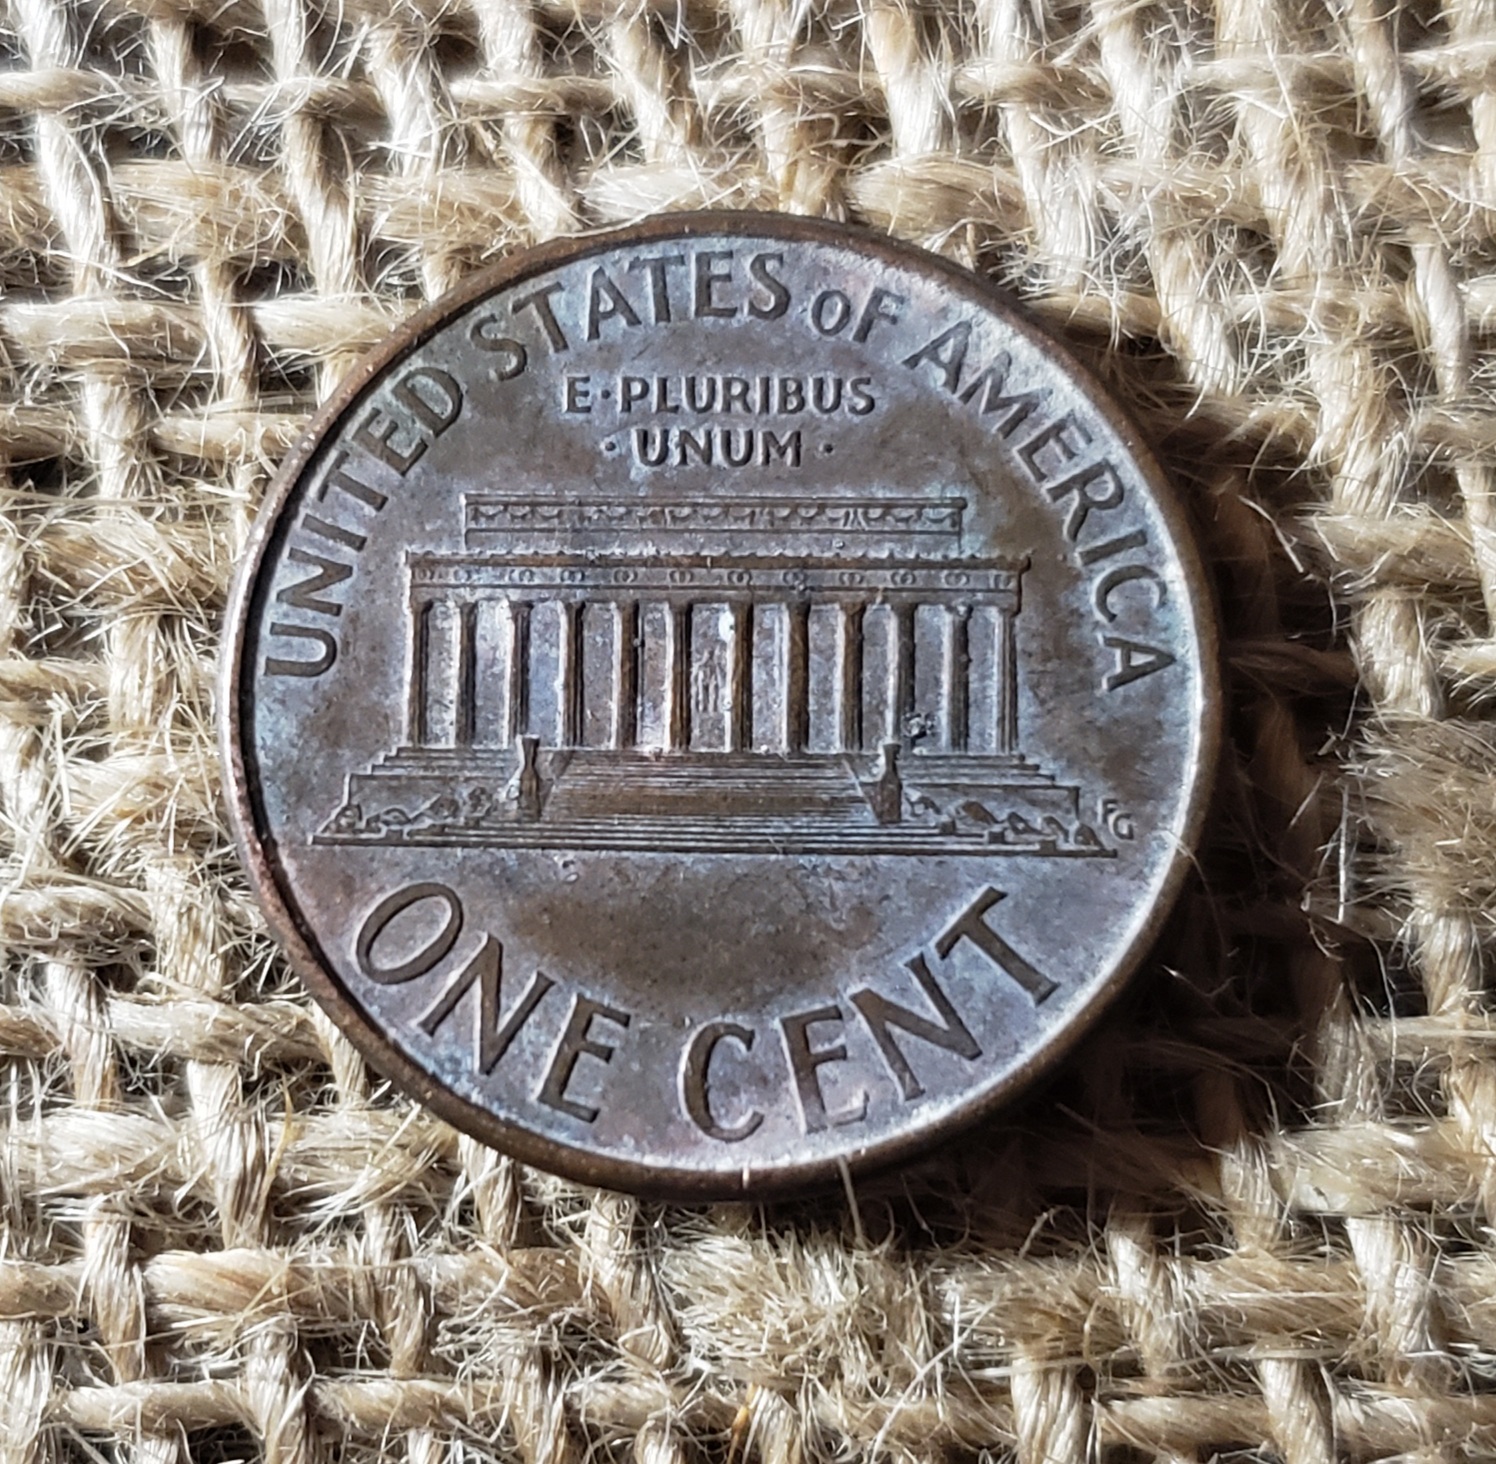 UNITED STATES OF AMERICA
E·PLURIBUS
·UNUM·
FG
ONE CENT